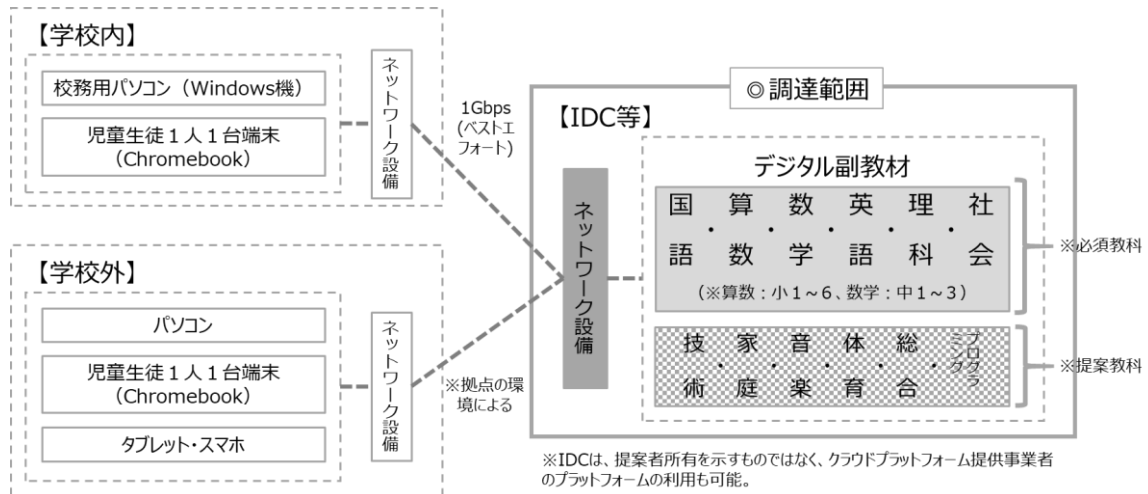 【学校内】
校務用パソコン（Windows機）
児童生徒１人１台端末
（Chromebook）
ネットワーク設備
1Gbps
(ベストエ
フォート)
【学校外】
パソコン
児童生徒１人１台端末
（Chromebook）
タブレット・スマホ
ネットワーク設備
※拠点の環
境による
◎調達範囲
【IDC等】
ネットワーク設備
デジタル副教材
国語・算数・数学・英語・理科・社会
（※算数：小１～６、数学：中１～３）
※必須教科
技術・家庭・音楽・体育・総合・プログラミング
※提案教科
※IDCは、提案者所有を示すものではなく、クラウドプラットフォーム提供事業者
のプラットフォームの利用も可能。